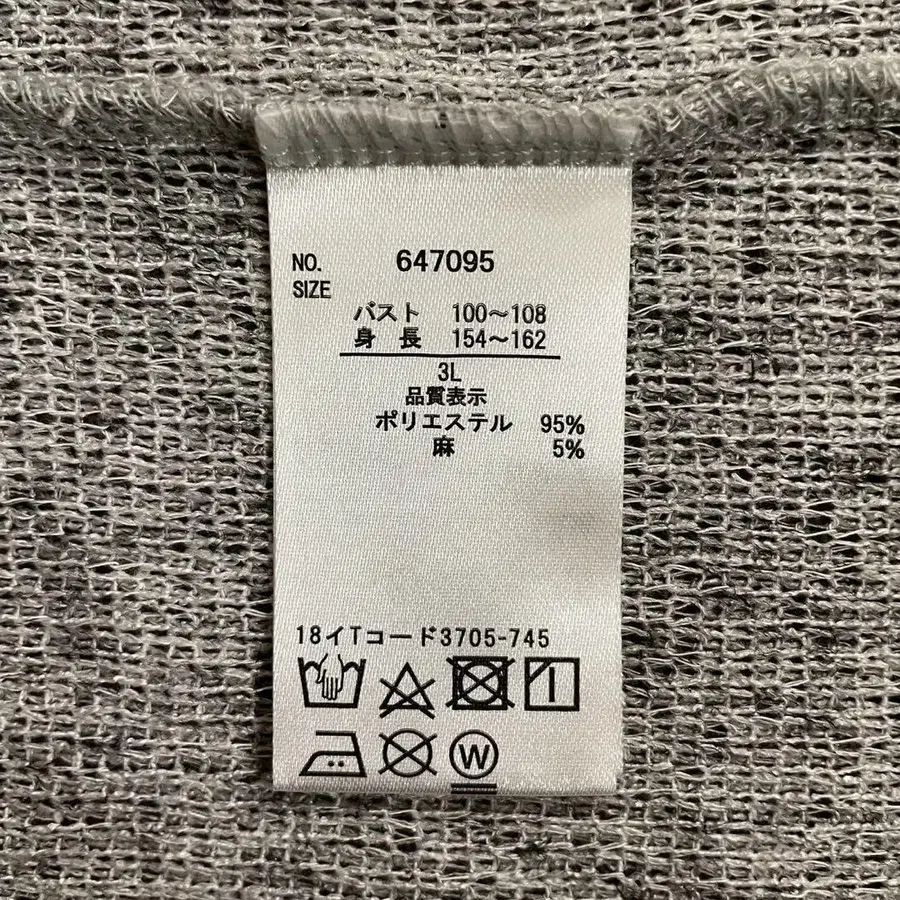 NO. 647095
SIZE
バスト 100～108
身 長 154～162
3L
品質表示
ポリエステル 95%
麻 5%
18イTコード3705-745
W